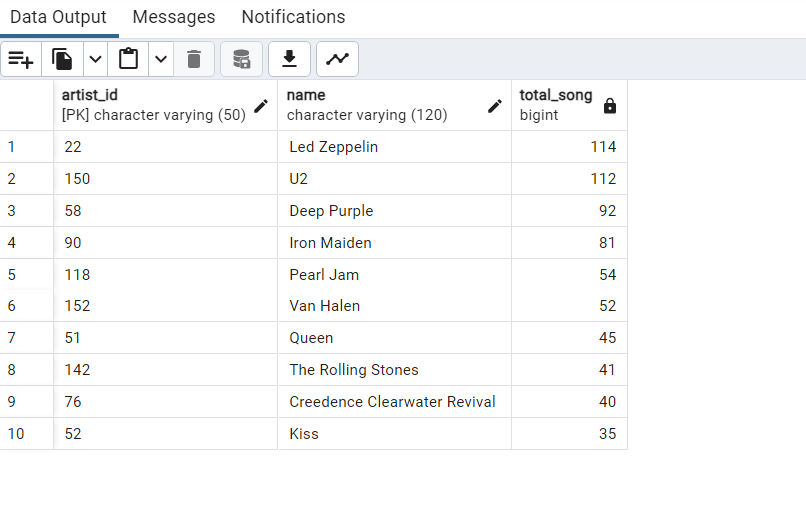 Data Output Messages Notifications
artist_id name total_song
[PK] character varying (50) character varying (120) bigint
1 22 Led Zeppelin 114
2 150 U2 112
3 58 Deep Purple 92
4 90 Iron Maiden 81
5 118 Pearl Jam 54
6 152 Van Halen 52
7 51 Queen 45
8 142 The Rolling Stones 41
9 76 Creedence Clearwater Revival 40
10 52 Kiss 35